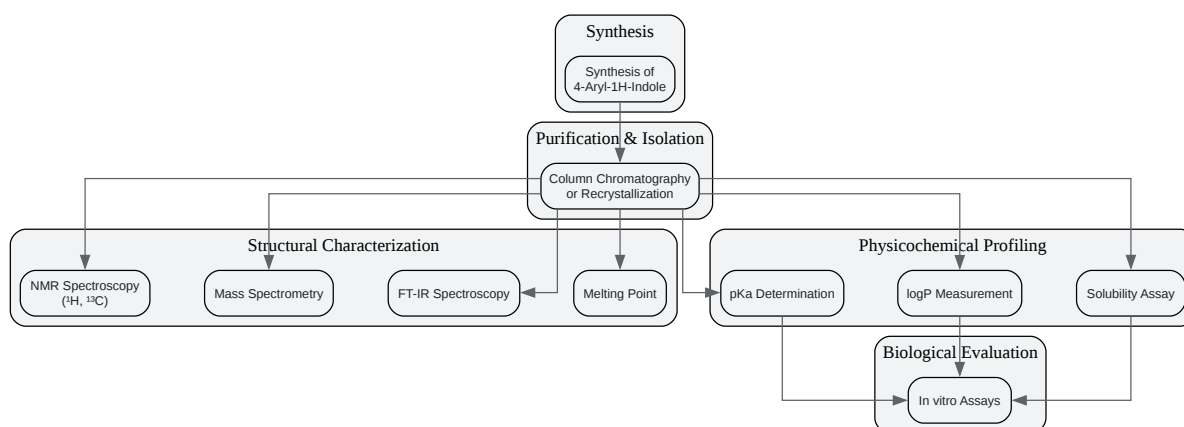 Synthesis
Synthesis of
4-Aryl-1H-Indole
Purification & Isolation
Column Chromatography
or Recrystallization
Structural Characterization
NMR Spectroscopy
(¹H, ¹³C)
Mass Spectrometry
FT-IR Spectroscopy
Melting Point
Physicochemical Profiling
pKa Determination
logP Measurement
Solubility Assay
Biological Evaluation
In vitro Assays